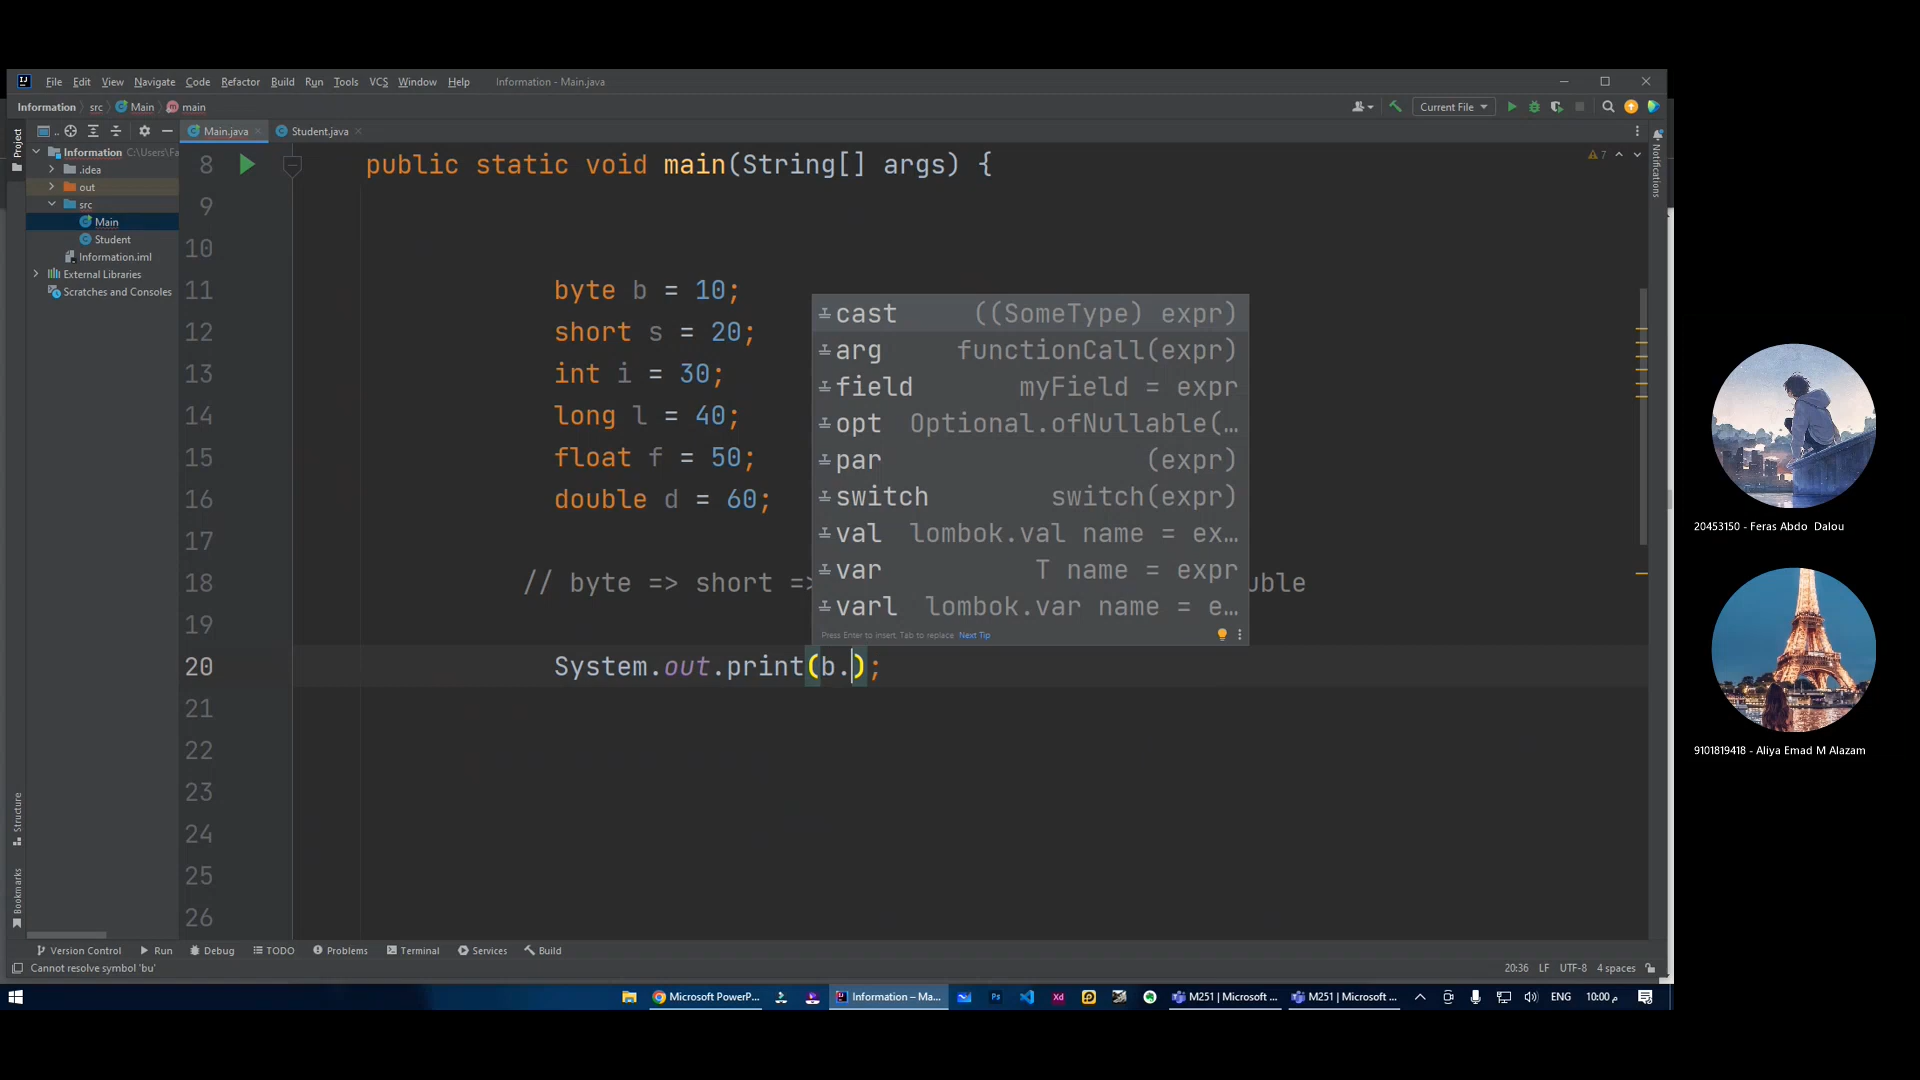 File Edit View Navigate Code Refactor Build Run Tools VCS Window Help Information - Main.java
Information src Main main Current File
Project .. Main.java Student.java
Information C:\Users\Fa
.idea
out
src
Main
Student
Information.iml
External Libraries
Scratches and Consoles
Notifications
7
8 public static void main(String[] args) {
9
10
11 byte b = 10;
12 short s = 20;
13 int i = 30;
14 long l = 40;
15 float f = 50;
16 double d = 60;
17
18 // byte => short => uble
19
20 System.out.print(b.);
21
22
23
24
25
26
cast ((SomeType) expr)
arg functionCall(expr)
field myField = expr
opt Optional.ofNullable(…
par (expr)
switch switch(expr)
val lombok.val name = ex…
var T name = expr
varl lombok.var name = e…
Press Enter to insert, Tab to replace Next Tip
Structure
Bookmarks
Version Control Run Debug TODO Problems Terminal Services Build
Cannot resolve symbol 'bu' 20:36 LF UTF-8 4 spaces
Microsoft PowerP... Information – Ma... Ps Xd M251 | Microsoft ... M251 | Microsoft ... ENG 10:00 م
20453150 - Feras Abdo Dalou
9101819418 - Aliya Emad M Alazam